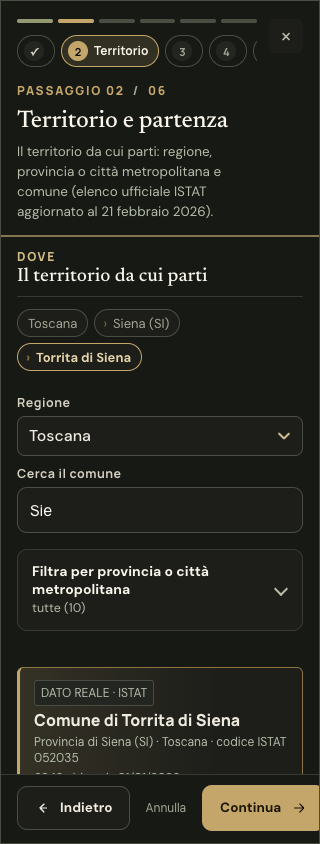 ✓ 2 Territorio 3 4
×
PASSAGGIO 02 / 06
Territorio e partenza
Il territorio da cui parti: regione,
provincia o città metropolitana e
comune (elenco ufficiale ISTAT
aggiornato al 21 febbraio 2026).
DOVE
Il territorio da cui parti
Toscana › Siena (SI)
› Torrita di Siena
Regione
Toscana
Cerca il comune
Sie
Filtra per provincia o città
metropolitana
tutte (10)
DATO REALE · ISTAT
Comune di Torrita di Siena
Provincia di Siena (SI) · Toscana · codice ISTAT
052035
← Indietro Annulla Continua →